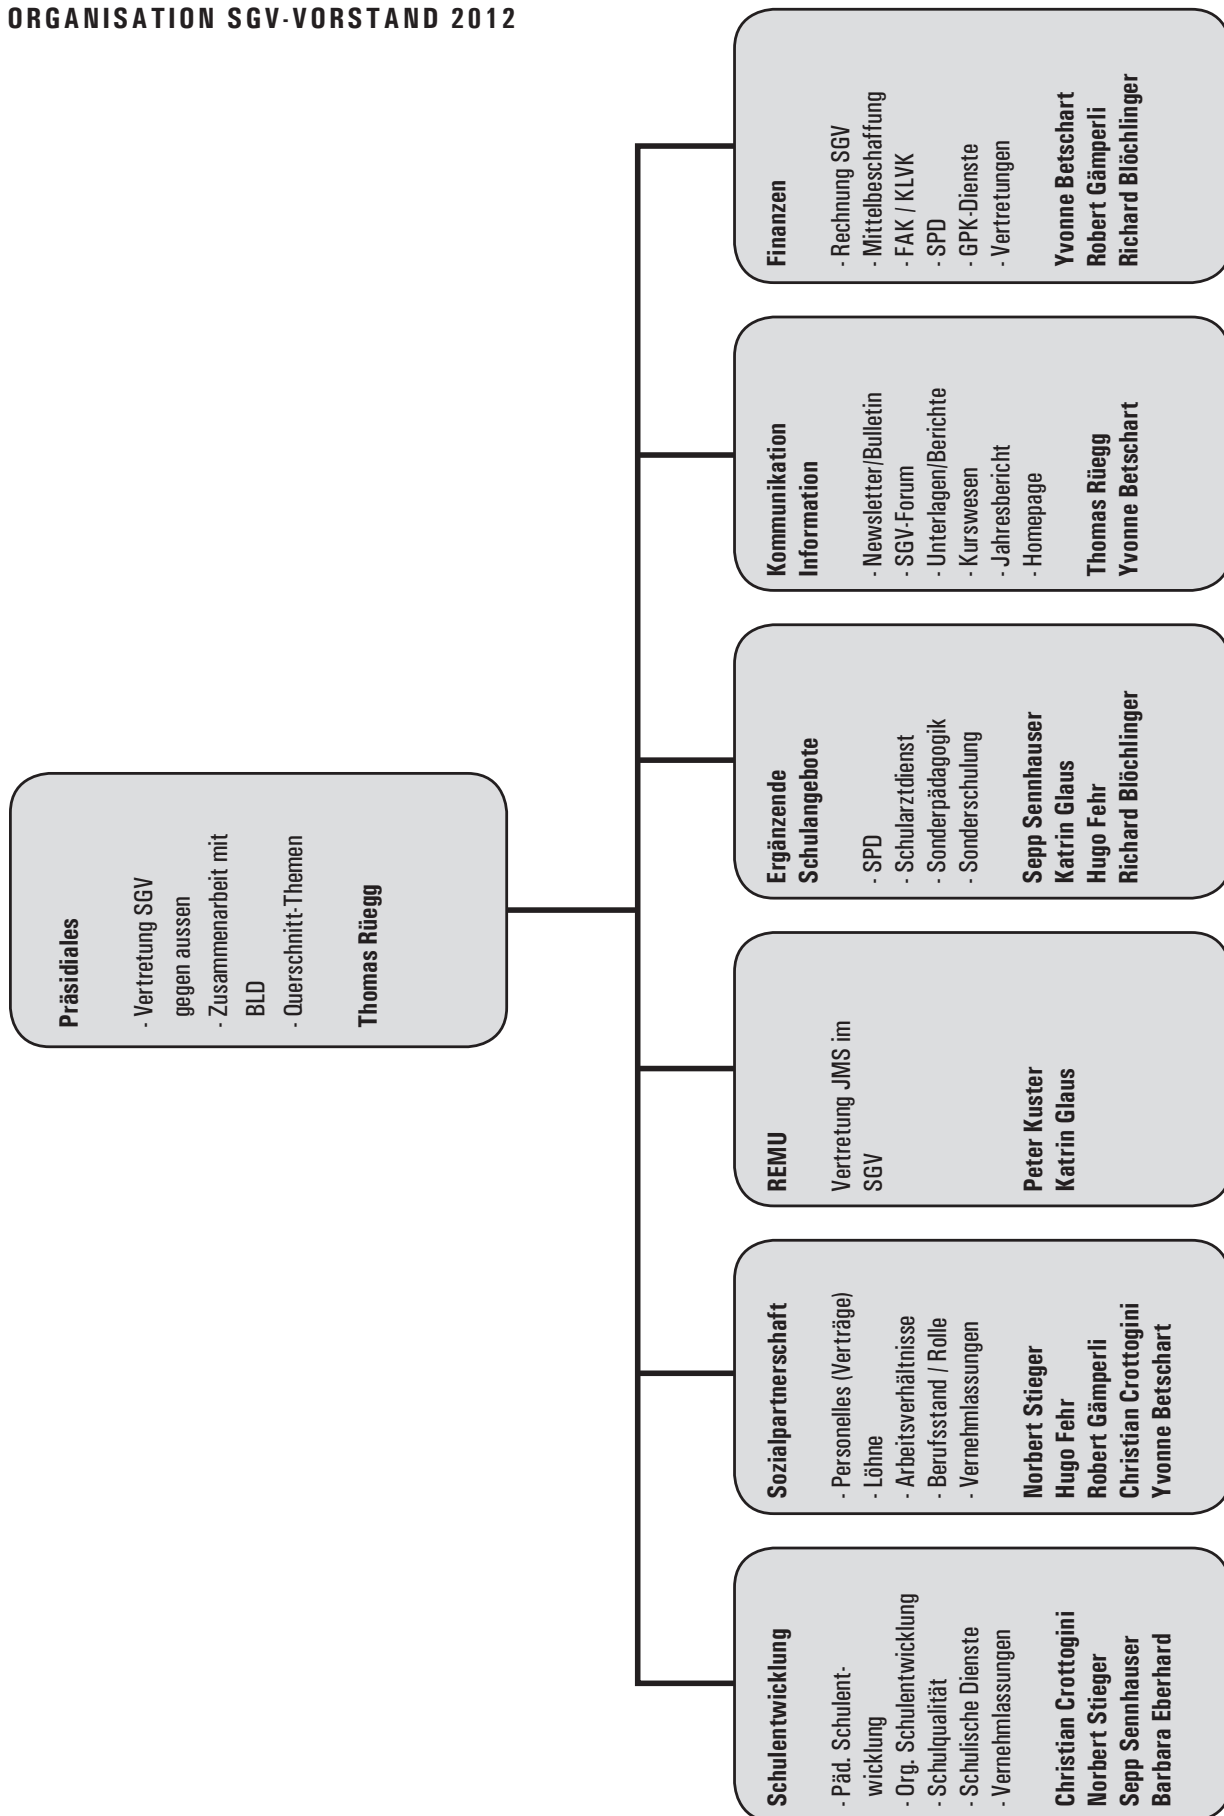 ORGANISATION SGV-VORSTAND 2012
Präsidiales
- Vertretung SGV
gegen aussen
- Zusammenarbeit mit
BLD
- Querschnitt-Themen
Thomas Rüegg
Schulentwicklung
- Päd. Schulent-
wicklung
- Org. Schulentwicklung
- Schulqualität
- Schulische Dienste
- Vernehmlassungen
Christian Crottogini
Norbert Stieger
Sepp Sennhauser
Barbara Eberhard
Sozialpartnerschaft
- Personelles (Verträge)
- Löhne
- Arbeitsverhältnisse
- Berufsstand / Rolle
- Vernehmlassungen
Norbert Stieger
Hugo Fehr
Robert Gämperli
Christian Crottogini
Yvonne Betschart
REMU
Vertretung JMS im
SGV
Peter Kuster
Katrin Glaus
Ergänzende
Schulangebote
- SPD
- Schularztdienst
- Sonderpädagogik
- Sonderschulung
Sepp Sennhauser
Katrin Glaus
Hugo Fehr
Richard Blöchlinger
Kommunikation
Information
- Newsletter/Bulletin
- SGV-Forum
- Unterlagen/Berichte
- Kurswesen
- Jahresbericht
- Homepage
Thomas Rüegg
Yvonne Betschart
Finanzen
- Rechnung SGV
- Mittelbeschaffung
- FAK / KLVK
- SPD
- GPK-Dienste
- Vertretungen
Yvonne Betschart
Robert Gämperli
Richard Blöchlinger